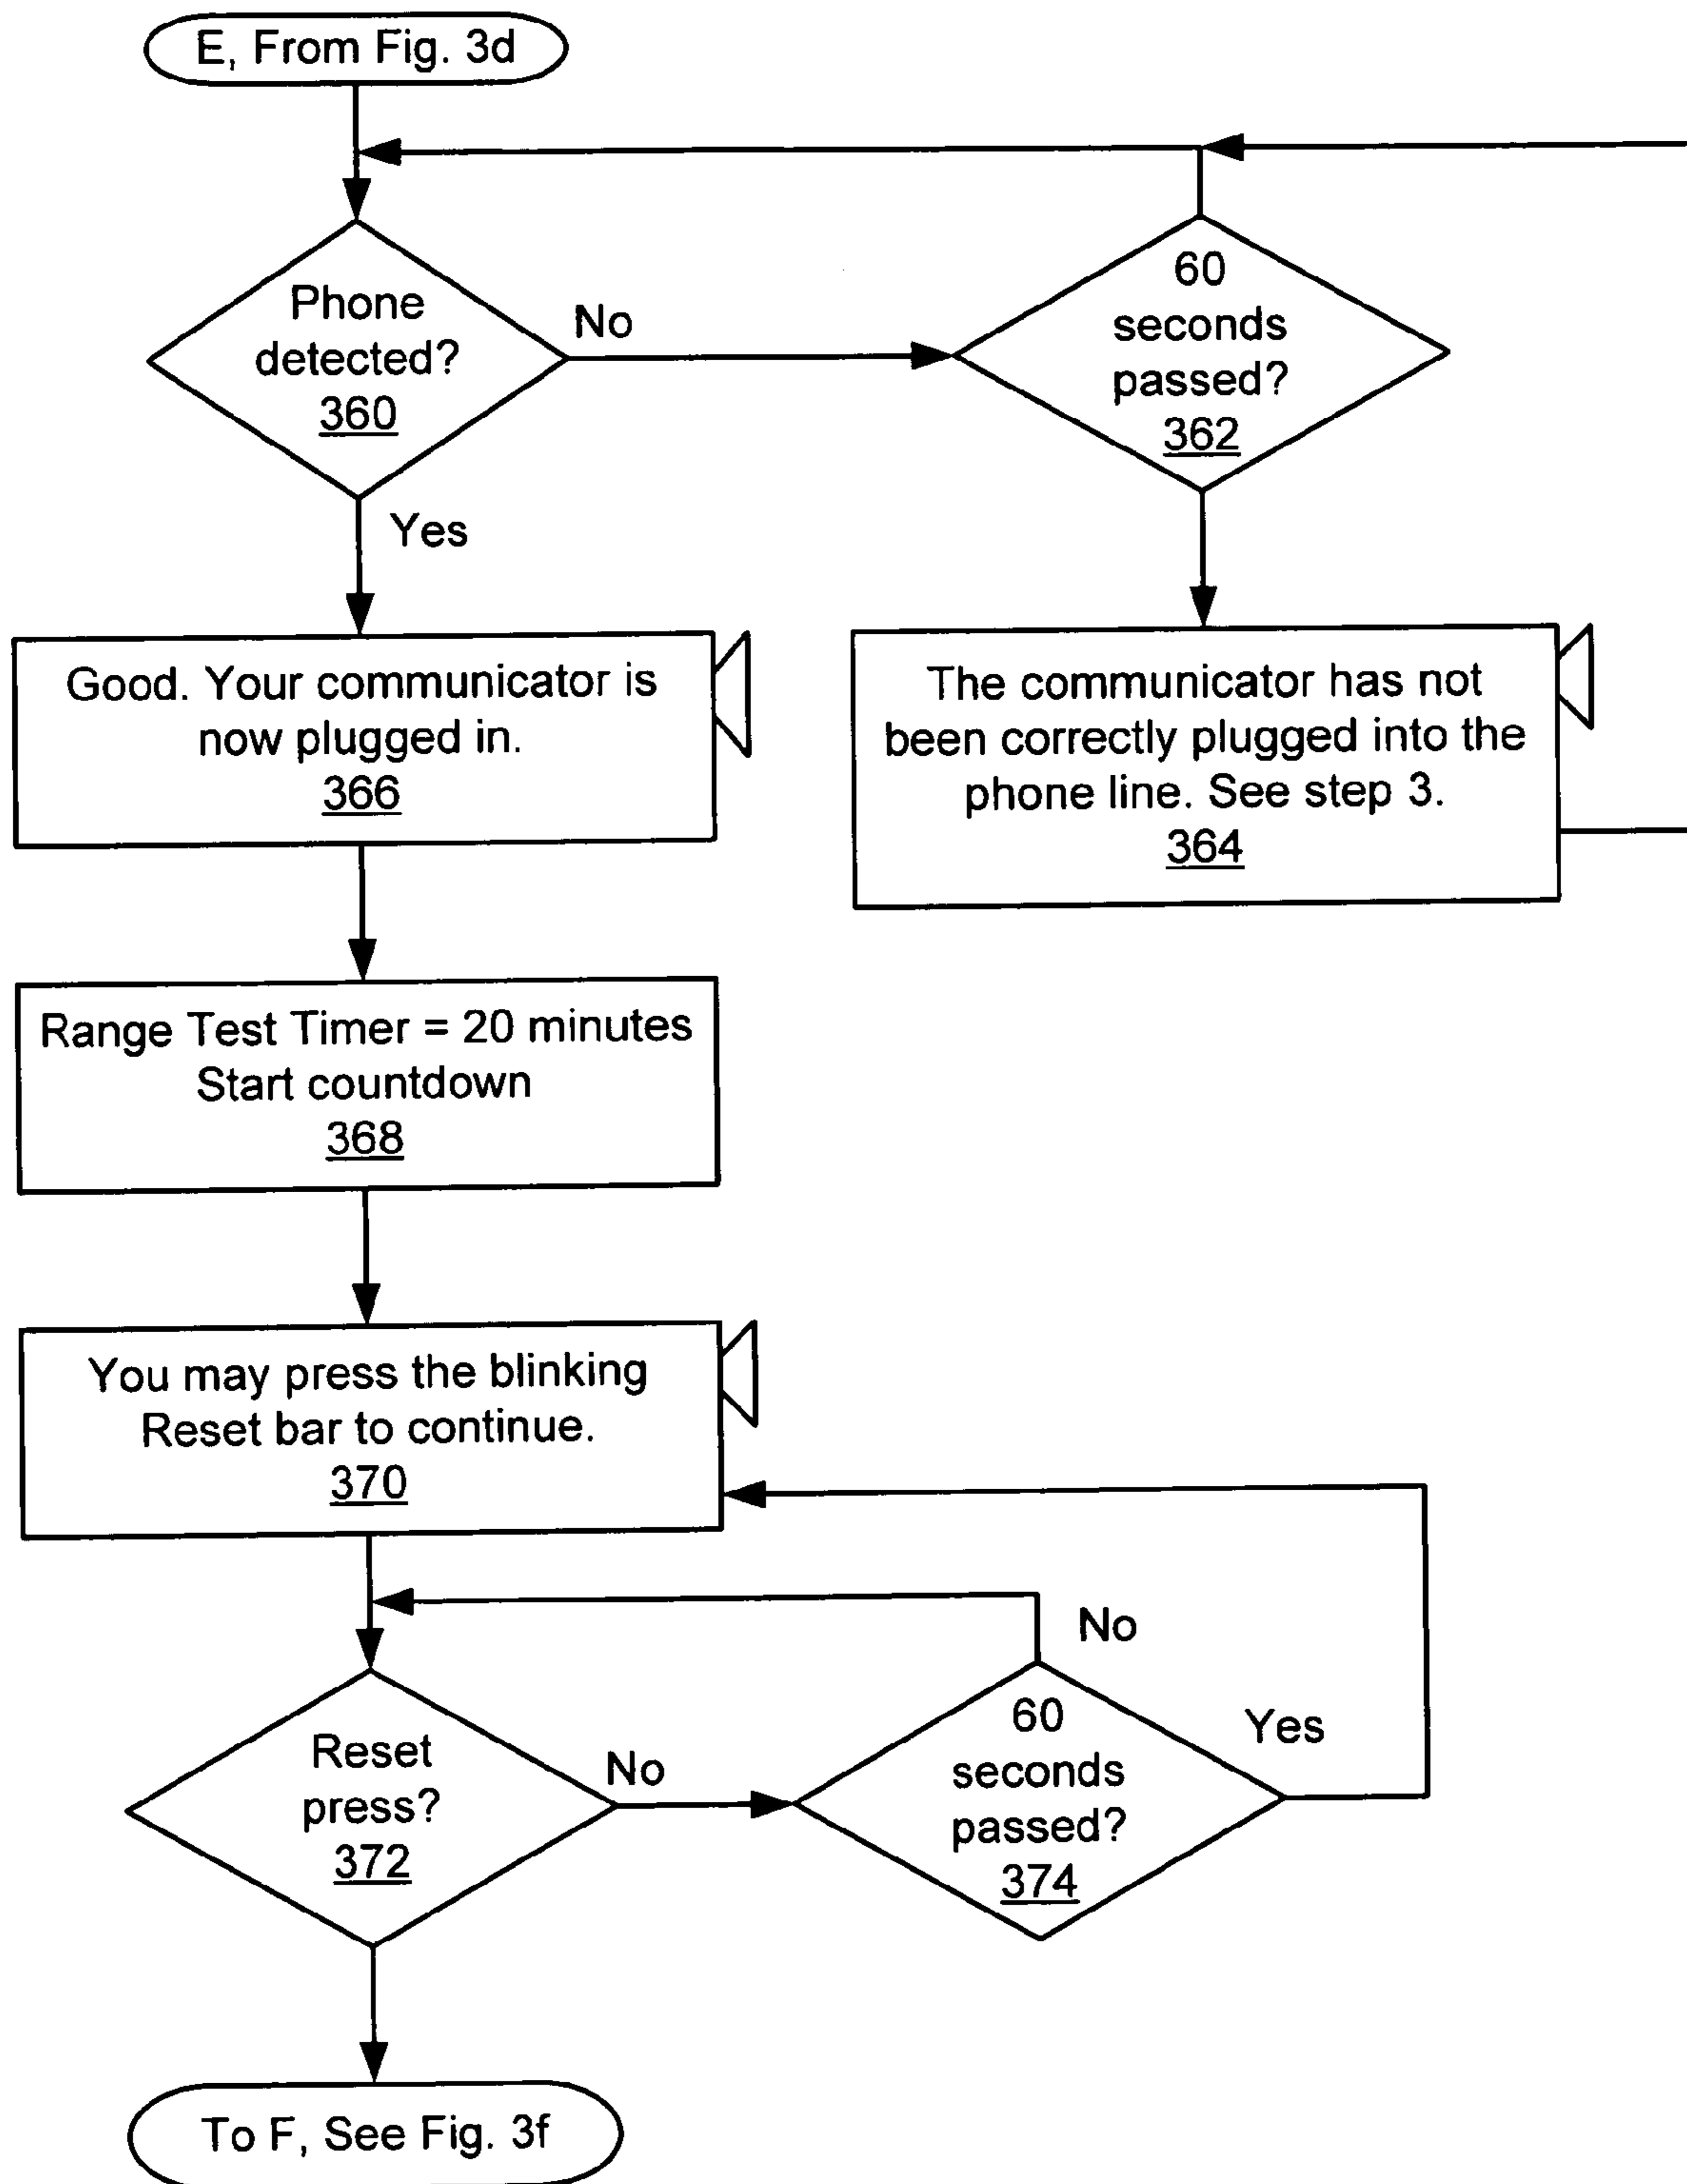 E, From Fig. 3d
Phone
detected?
360
No
Yes
60
seconds
passed?
362
Good. Your communicator is
now plugged in.
366
The communicator has not
been correctly plugged into the
phone line. See step 3.
364
Range Test Timer = 20 minutes
Start countdown
368
You may press the blinking
Reset bar to continue.
370
Reset
press?
372
No
60
seconds
passed?
374
No
Yes
To F, See Fig. 3f